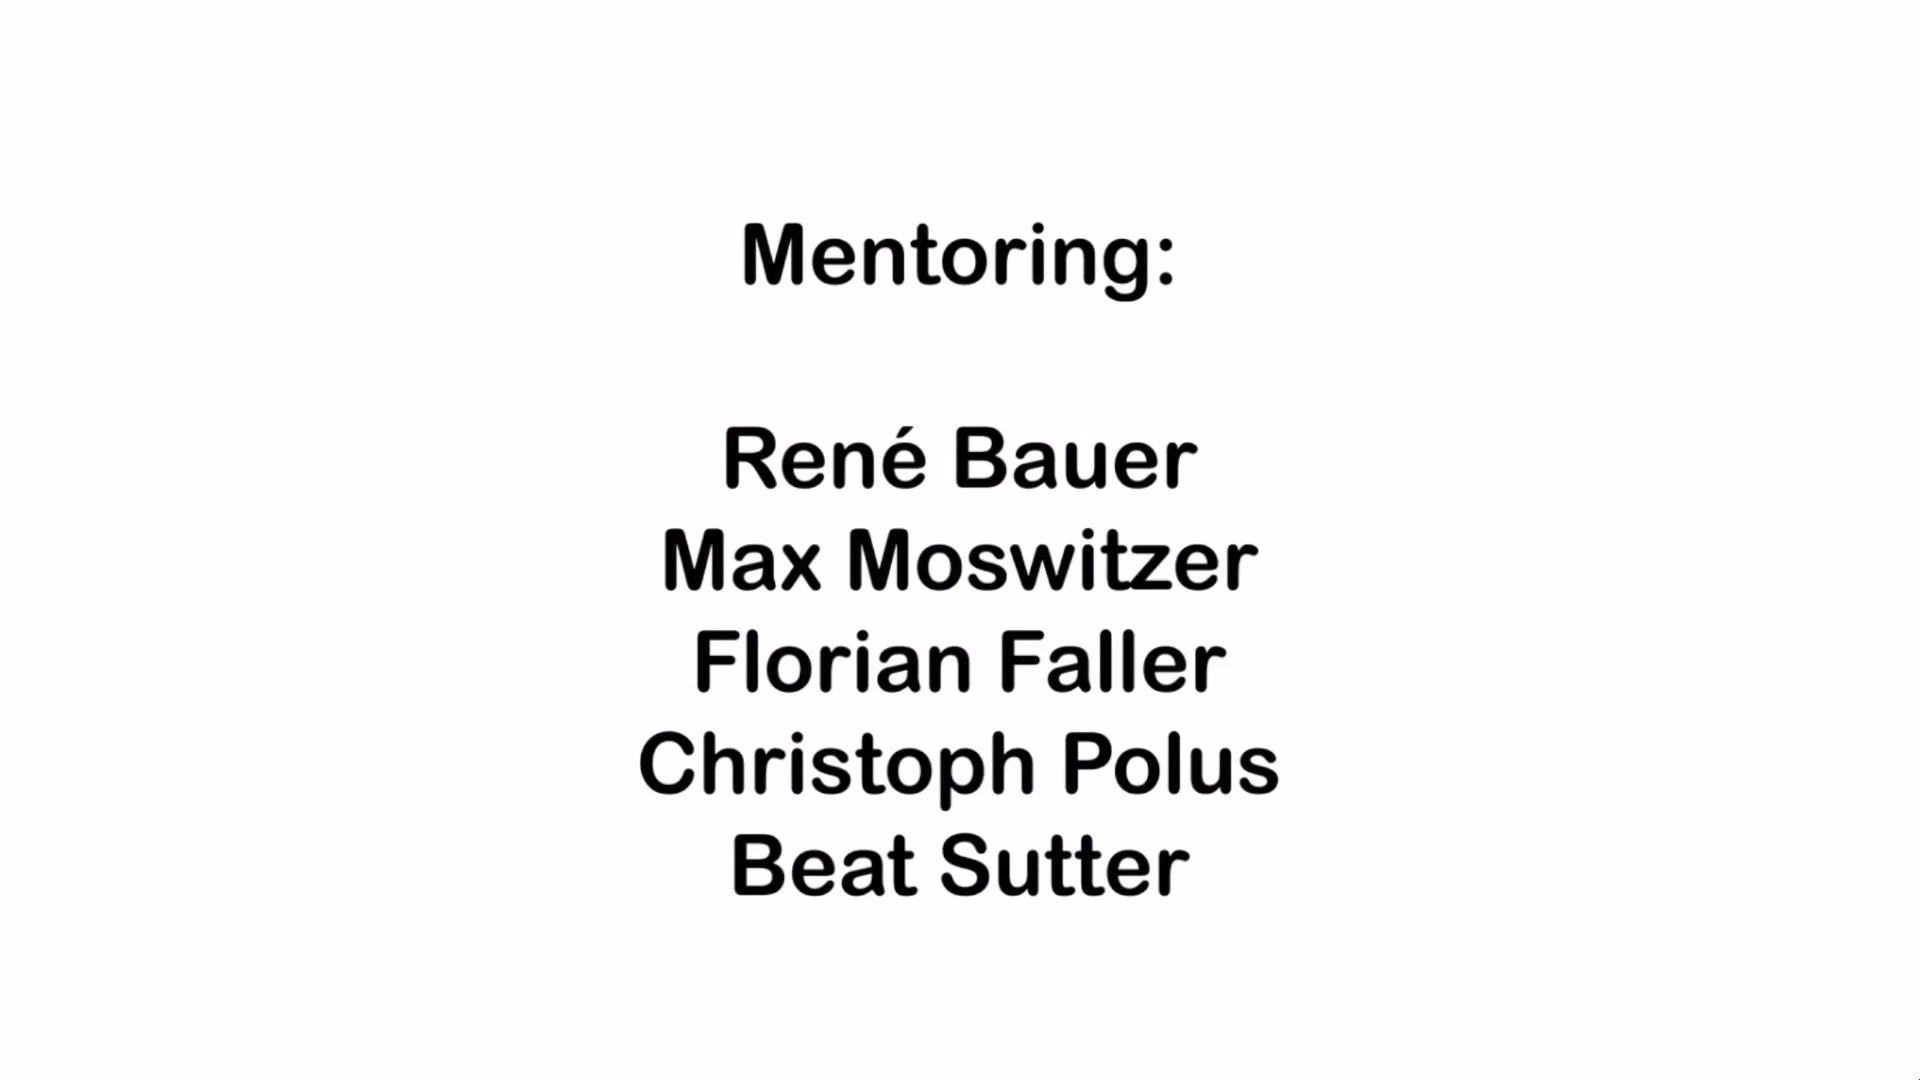 Mentoring:
René Bauer
Max Moswitzer
Florian Faller
Christoph Polus
Beat Sutter